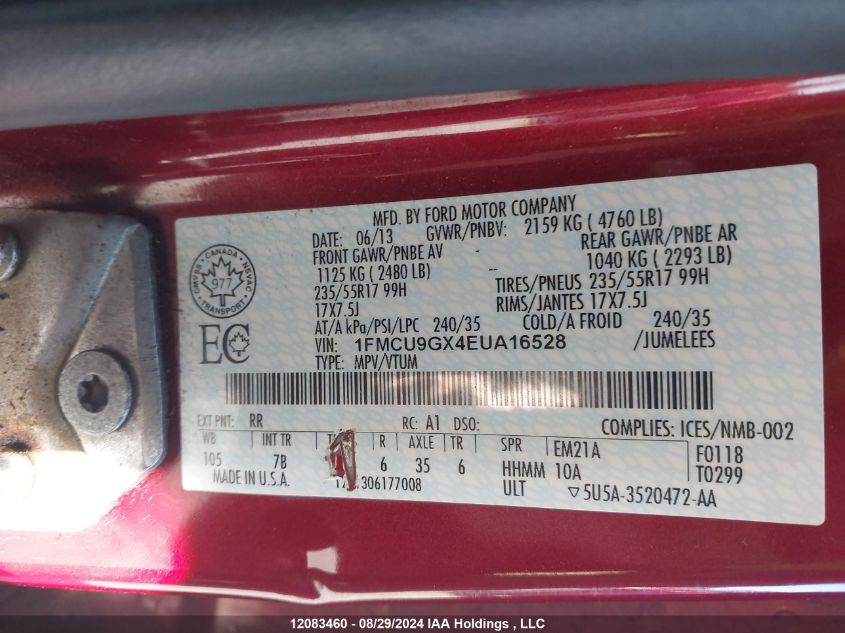 MFD. BY FORD MOTOR COMPANY
DATE: 06/13 GVWR/PNBV: 2159 KG ( 4760 LB)
FRONT GAWR/PNBE AV - REAR GAWR/PNBE AR
1125 KG ( 2480 LB) -- 1040 KG ( 2293 LB)
235/55R17 99H TIRES/PNEUS 235/55R17 99H
17X7.5J RIMS/JANTES 17X7.5J
AT/A kPa/PSI/LPC 240/35 COLD/A FROID 240/35
VIN: 1FMCU9GX4EUA16528 /JUMELEES
TYPE: MPV/VTUM
CANADA
NSVAC
TRANSPORT
CMVSS
977
EC
EXT PNT: RR RC: A1 DSO: COMPLIES: ICES/NMB-002
WB INT TR R AXLE TR SPR EM21A F0118
105 7B 6 35 6 HHMM 10A T0299
MADE IN U.S.A. 306177008 ULT ▽5U5A-3520472-AA
12083460 - 08/29/2024 IAA Holdings , LLC